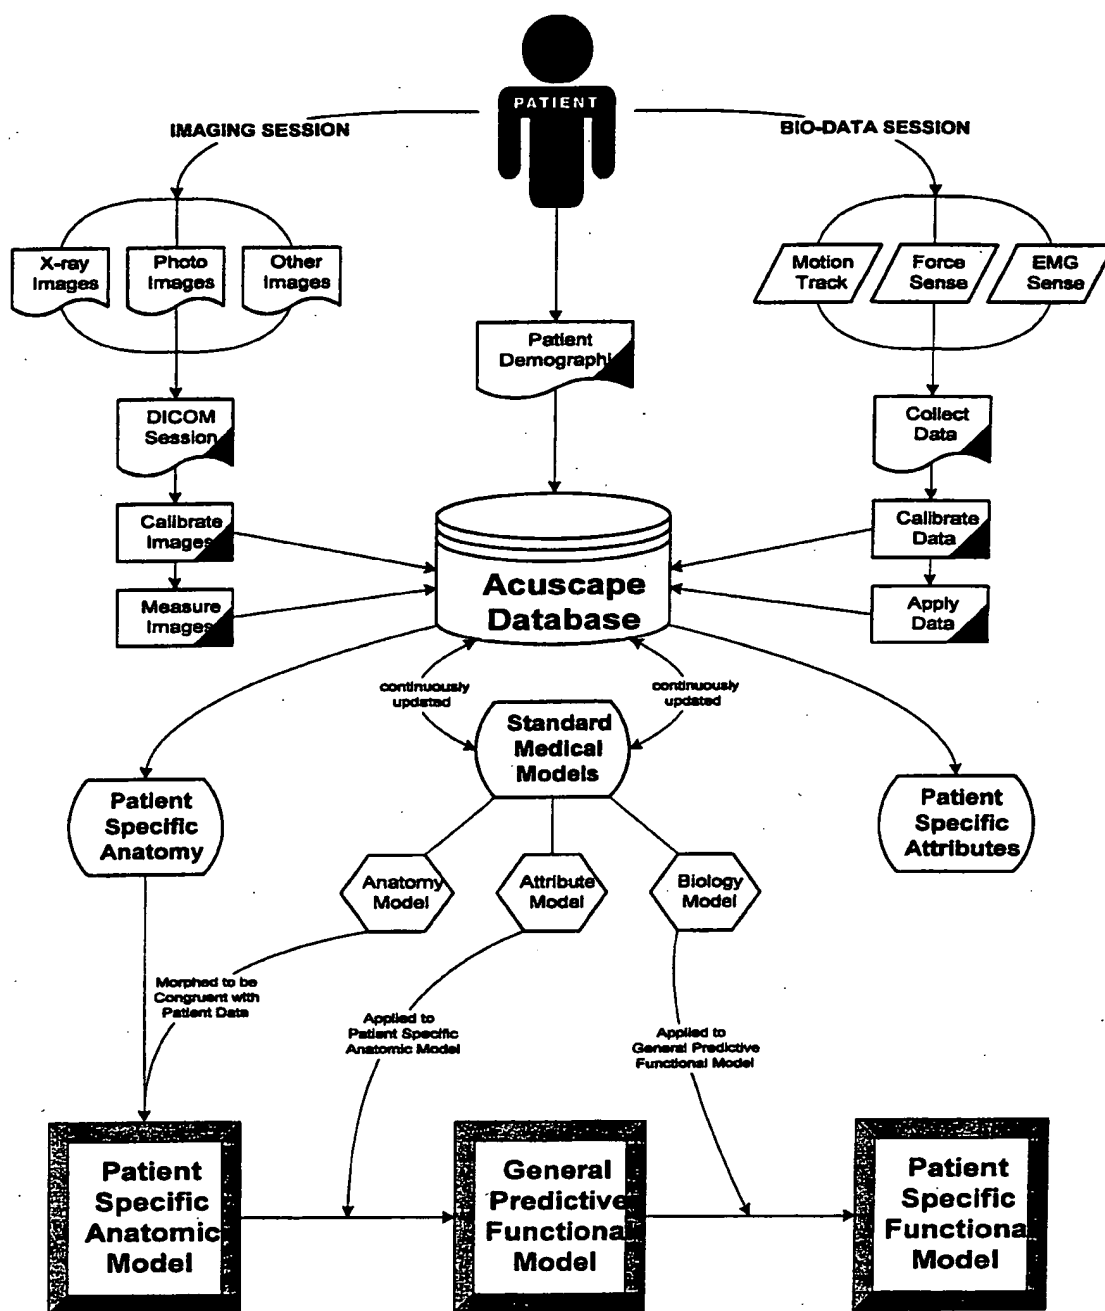 PATIENT
IMAGING SESSION
BIO-DATA SESSION
X-ray
Images
Photo
Images
Other
Images
Motion
Track
Force
Sense
EMG
Sense
Patient
Demographi
DICOM
Session
Collect
Data
Calibrate
Images
Calibrate
Data
Measure
Images
Apply
Data
Acuscape
Database
continuously
updated
continuously
updated
Standard
Medical
Models
Patient
Specific
Anatomy
Patient
Specific
Attributes
Anatomy
Model
Attribute
Model
Biology
Model
Morphed to be
Congruent with
Patient Data
Applied to
Patient Specific
Anatomic Model
Applied to
General Predictive
Functional Model
Patient
Specific
Anatomic
Model
General
Predictive
Functional
Model
Patient
Specific
Functional
Model